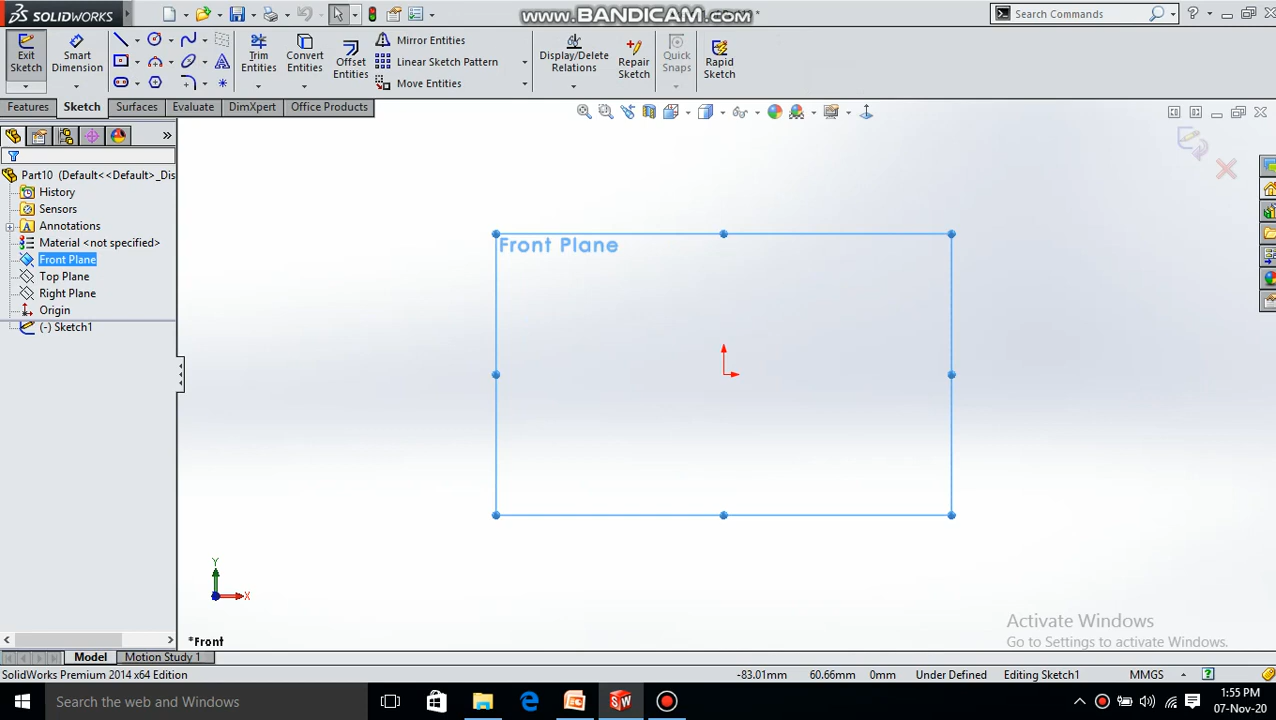 SOLIDWORKS
www.BANDICAM.com
Search Commands
Exit Sketch
Smart Dimension
Trim Entities
Convert Entities
Offset Entities
Mirror Entities
Linear Sketch Pattern
Move Entities
Display/Delete Relations
Repair Sketch
Quick Snaps
Rapid Sketch
Features
Sketch
Surfaces
Evaluate
DimXpert
Office Products
Part10 (Default<<Default>_Dis
History
Sensors
Annotations
Material <not specified>
Front Plane
Top Plane
Right Plane
Origin
(-) Sketch1
Front Plane
Y
X
*Front
Activate Windows
Go to Settings to activate Windows.
Model
Motion Study 1
SolidWorks Premium 2014 x64 Edition
-83.01mm
60.66mm
0mm
Under Defined
Editing Sketch1
MMGS
Search the web and Windows
1:55 PM
07-Nov-20